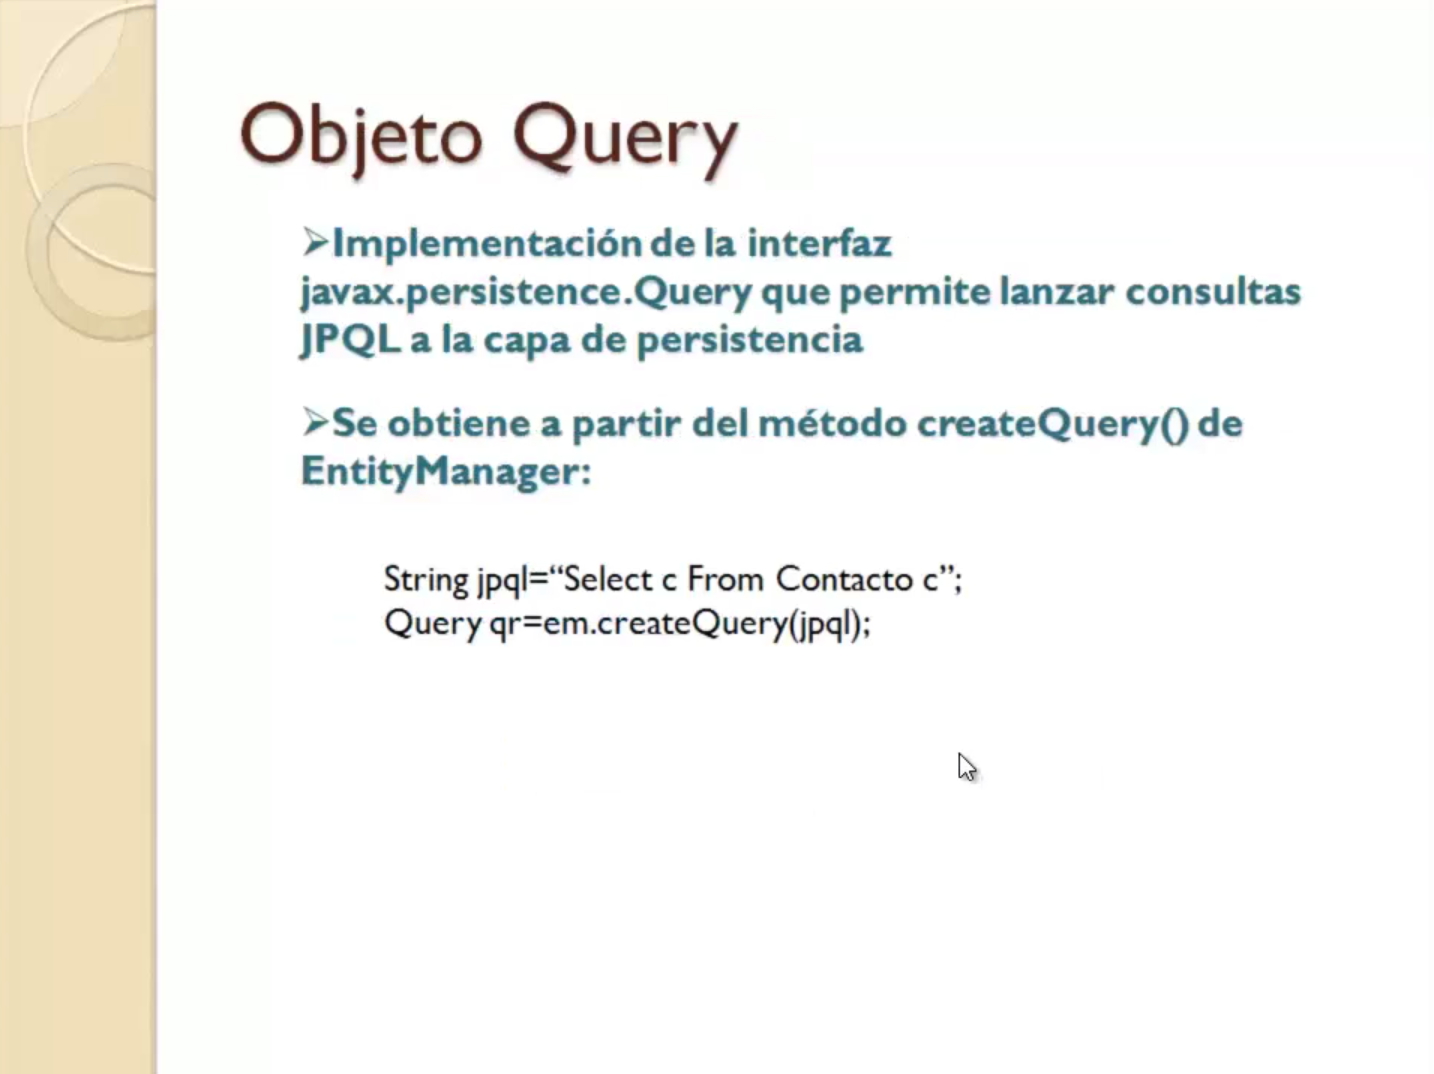 Objeto Query
➢Implementación de la interfaz
javax.persistence.Query que permite lanzar consultas
JPQL a la capa de persistencia
➢Se obtiene a partir del método createQuery() de
EntityManager:
String jpql=“Select c From Contacto c”;
Query qr=em.createQuery(jpql);